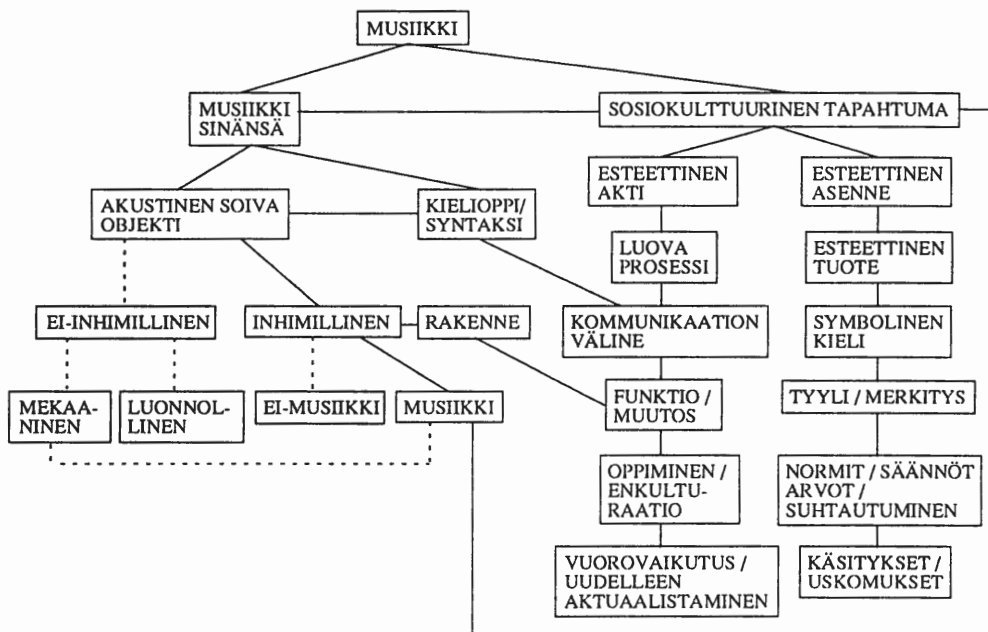 MUSIIKKI
MUSIIKKI
SINÄNSÄ
SOSIOKULTTUURINEN TAPAHTUMA
AKUSTINEN SOIVA
OBJEKTI
KIELIOPPI/
SYNTAKSI
ESTEETTINEN
AKTI
ESTEETTINEN
ASENNE
LUOVA
PROSESSI
ESTEETTINEN
TUOTE
EI-INHIMILLINEN
INHIMILLINEN
RAKENNE
KOMMUNIKAATION
VÄLINE
SYMBOLINEN
KIELI
MEKAA-
NINEN
LUONNOL-
LINEN
EI-MUSIIKKI
MUSIIKKI
FUNKTIO /
MUUTOS
TYYLI / MERKITYS
OPPIMINEN /
ENKULTU-
RAATIO
NORMIT / SÄÄNNÖT
ARVOT /
SUHTAUTUMINEN
VUOROVAIKUTUS /
UUDELLEEN
AKTUAALISTAMINEN
KÄSITYKSET /
USKOMUKSET